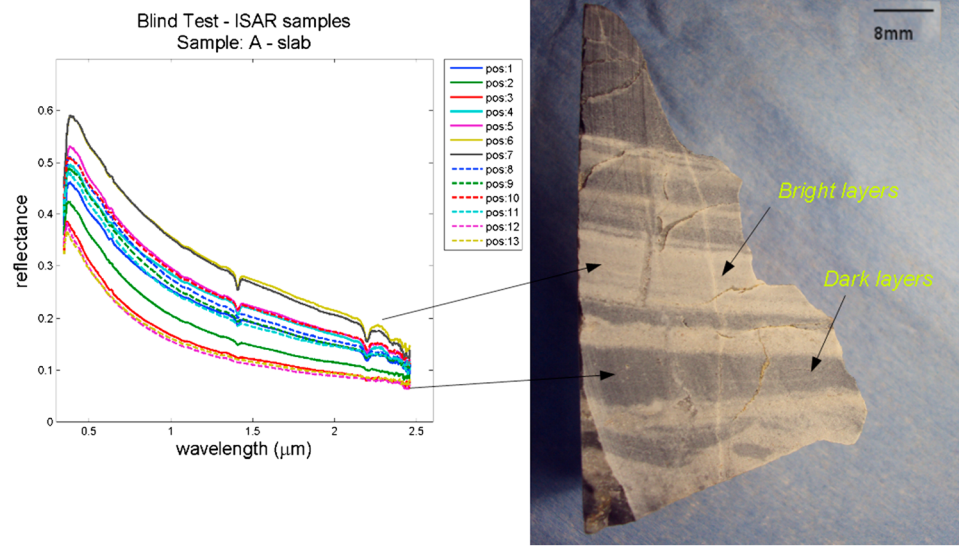 Blind Test - ISAR samples
Sample: A - slab
reflectance
0.6
0.5
0.4
0.3
0.2
0.1
0
0.5
1
1.5
2
2.5
wavelength (μm)
pos:1
pos:2
pos:3
pos:4
pos:5
pos:6
pos:7
pos:8
pos:9
pos:10
pos:11
pos:12
pos:13
8mm
Bright layers
Dark layers